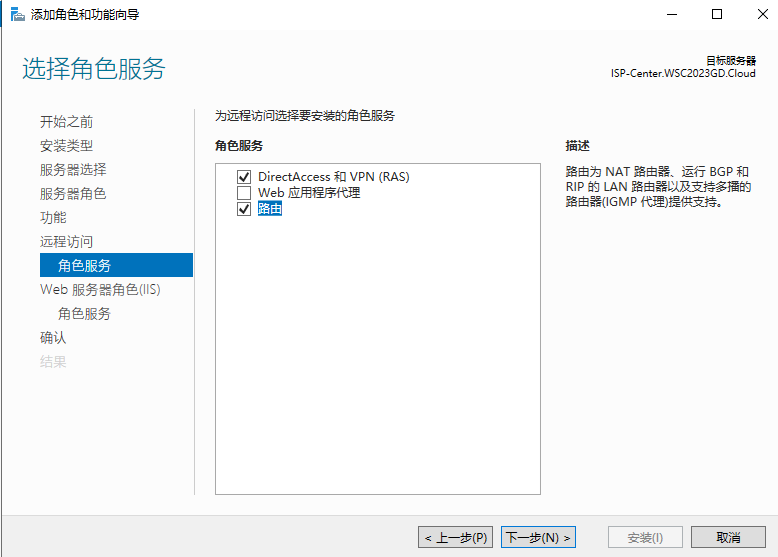 添加角色和功能向导
选择角色服务
目标服务器
ISP-Center.WSC2023GD.Cloud
开始之前
安装类型
服务器选择
服务器角色
功能
远程访问
角色服务
Web 服务器角色(IIS)
角色服务
确认
结果
为远程访问选择要安装的角色服务
角色服务
DirectAccess 和 VPN (RAS)
Web 应用程序代理
路由
描述
路由为 NAT 路由器、运行 BGP 和
RIP 的 LAN 路由器以及支持多播的
路由器(IGMP 代理)提供支持。
< 上一步(P)
下一步(N) >
安装(I)
取消